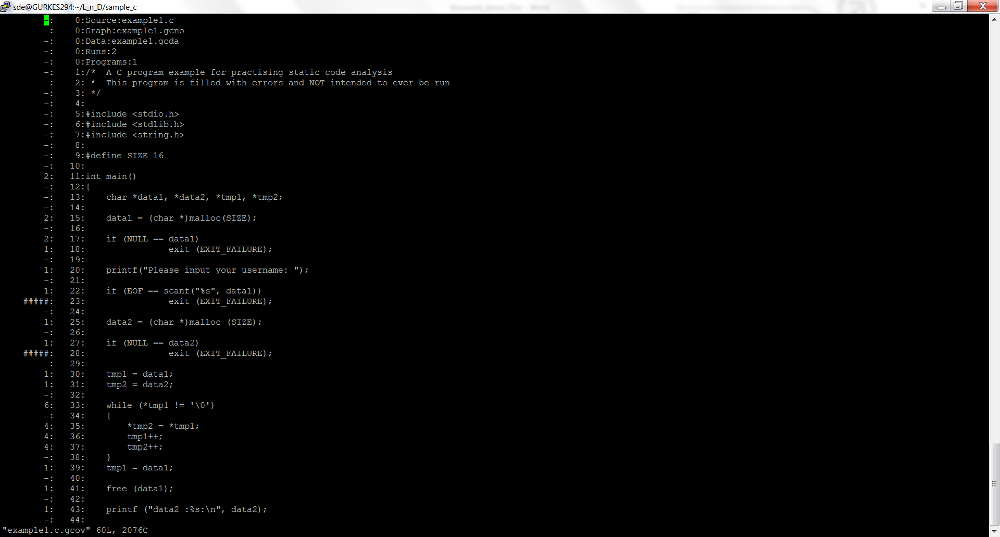 sde@GURKES294:~/L_n_D/sample_c
-:    0:Source:example1.c
-:    0:Graph:example1.gcno
-:    0:Data:example1.gcda
-:    0:Runs:2
-:    0:Programs:1
-:    1:/*  A C program example for practising static code analysis
-:    2: *  This program is filled with errors and NOT intended to ever be run
-:    3: */
-:    4:
-:    5:#include <stdio.h>
-:    6:#include <stdlib.h>
-:    7:#include <string.h>
-:    8:
-:    9:#define SIZE 16
-:   10:
2:   11:int main()
-:   12:{
-:   13:    char *data1, *data2, *tmp1, *tmp2;
-:   14:
2:   15:    data1 = (char *)malloc(SIZE);
-:   16:
2:   17:    if (NULL == data1)
1:   18:                exit (EXIT_FAILURE);
-:   19:
1:   20:    printf("Please input your username: ");
-:   21:
1:   22:    if (EOF == scanf("%s", data1))
#####:   23:                exit (EXIT_FAILURE);
-:   24:
1:   25:    data2 = (char *)malloc (SIZE);
-:   26:
1:   27:    if (NULL == data2)
#####:   28:                exit (EXIT_FAILURE);
-:   29:
1:   30:    tmp1 = data1;
1:   31:    tmp2 = data2;
-:   32:
6:   33:    while (*tmp1 != '\0')
-:   34:    {
4:   35:        *tmp2 = *tmp1;
4:   36:        tmp1++;
4:   37:        tmp2++;
-:   38:    }
1:   39:    tmp1 = data1;
-:   40:
1:   41:    free (data1);
-:   42:
1:   43:    printf ("data2 :%s:\n", data2);
-:   44:
"example1.c.gcov" 60L, 2076C